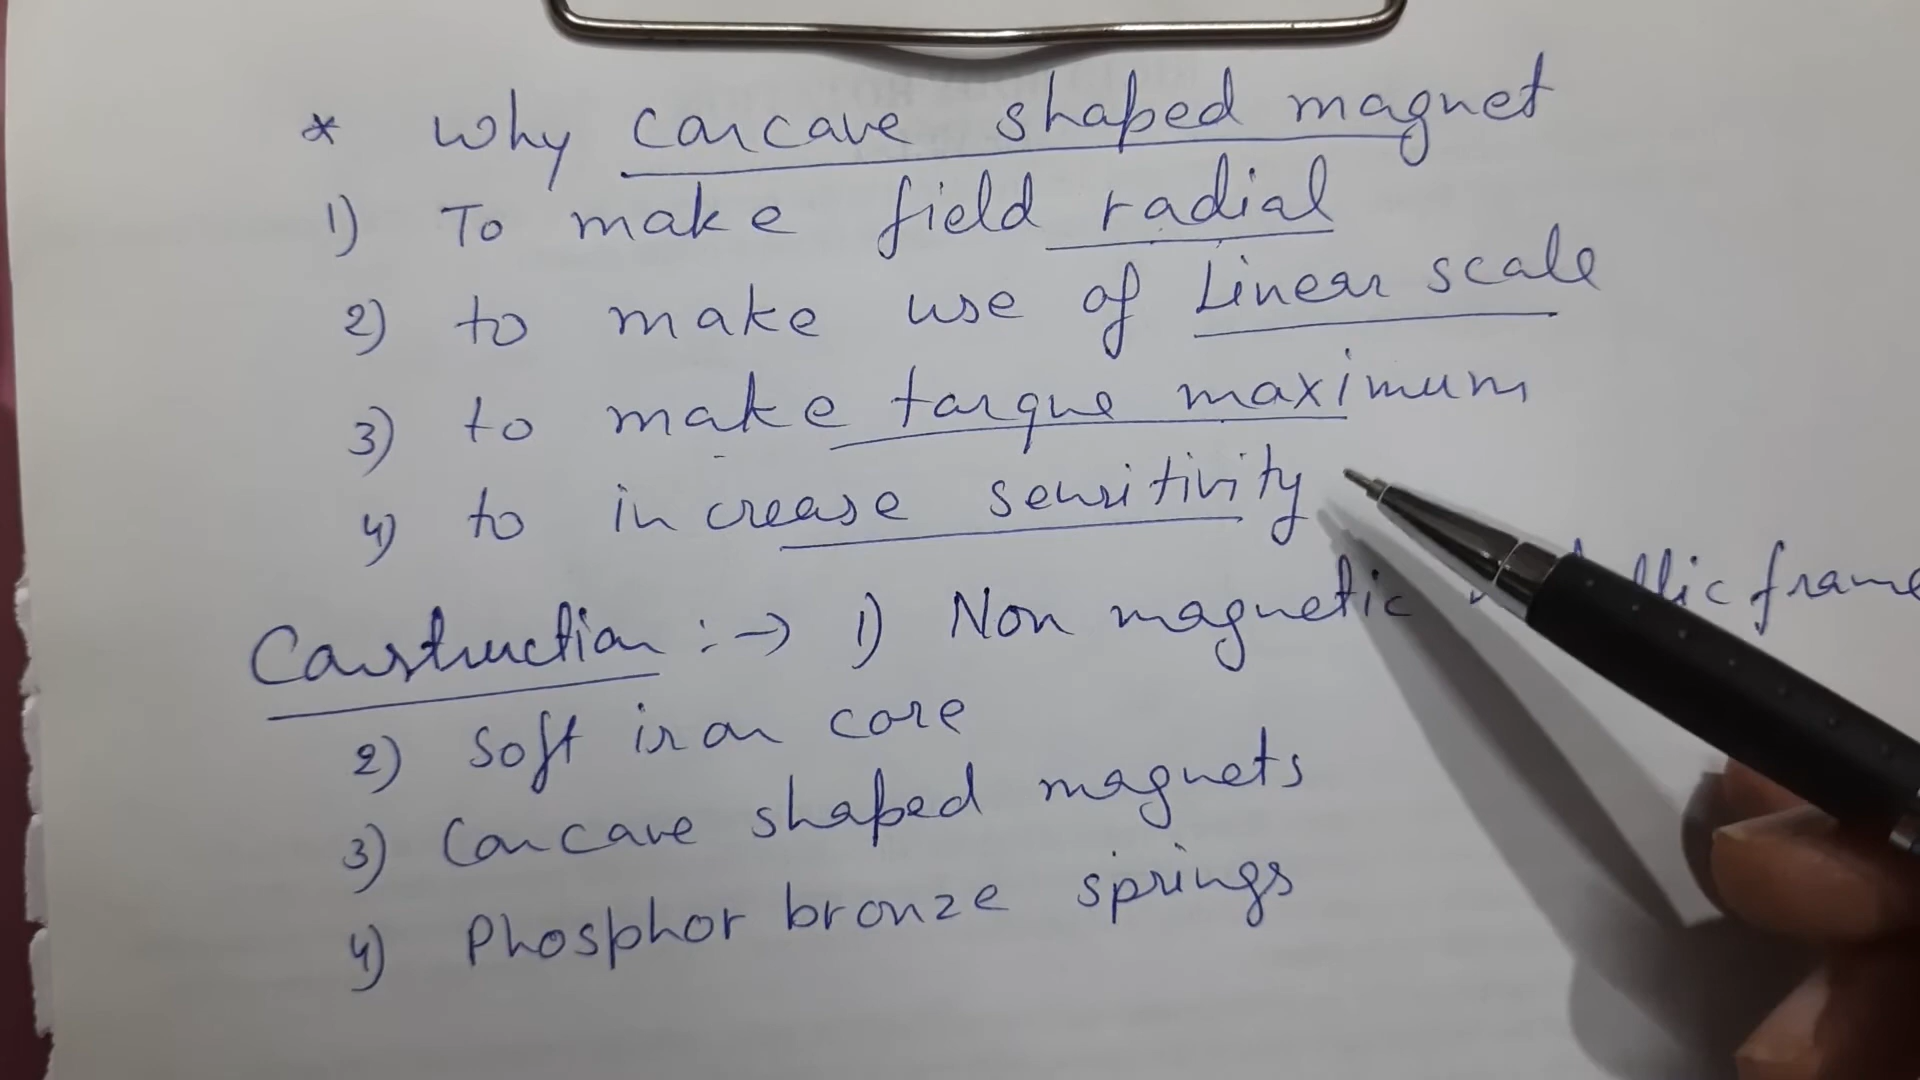 * Why concave shaped magnet
1) To make field radial
2) to make use of Linear scale
3) to make torque maximum
4) to increase sensitivity
Construction :→ 1) Non magnetic frame
2) Soft iron core
3) Concave shaped magnets
4) Phosphor bronze springs